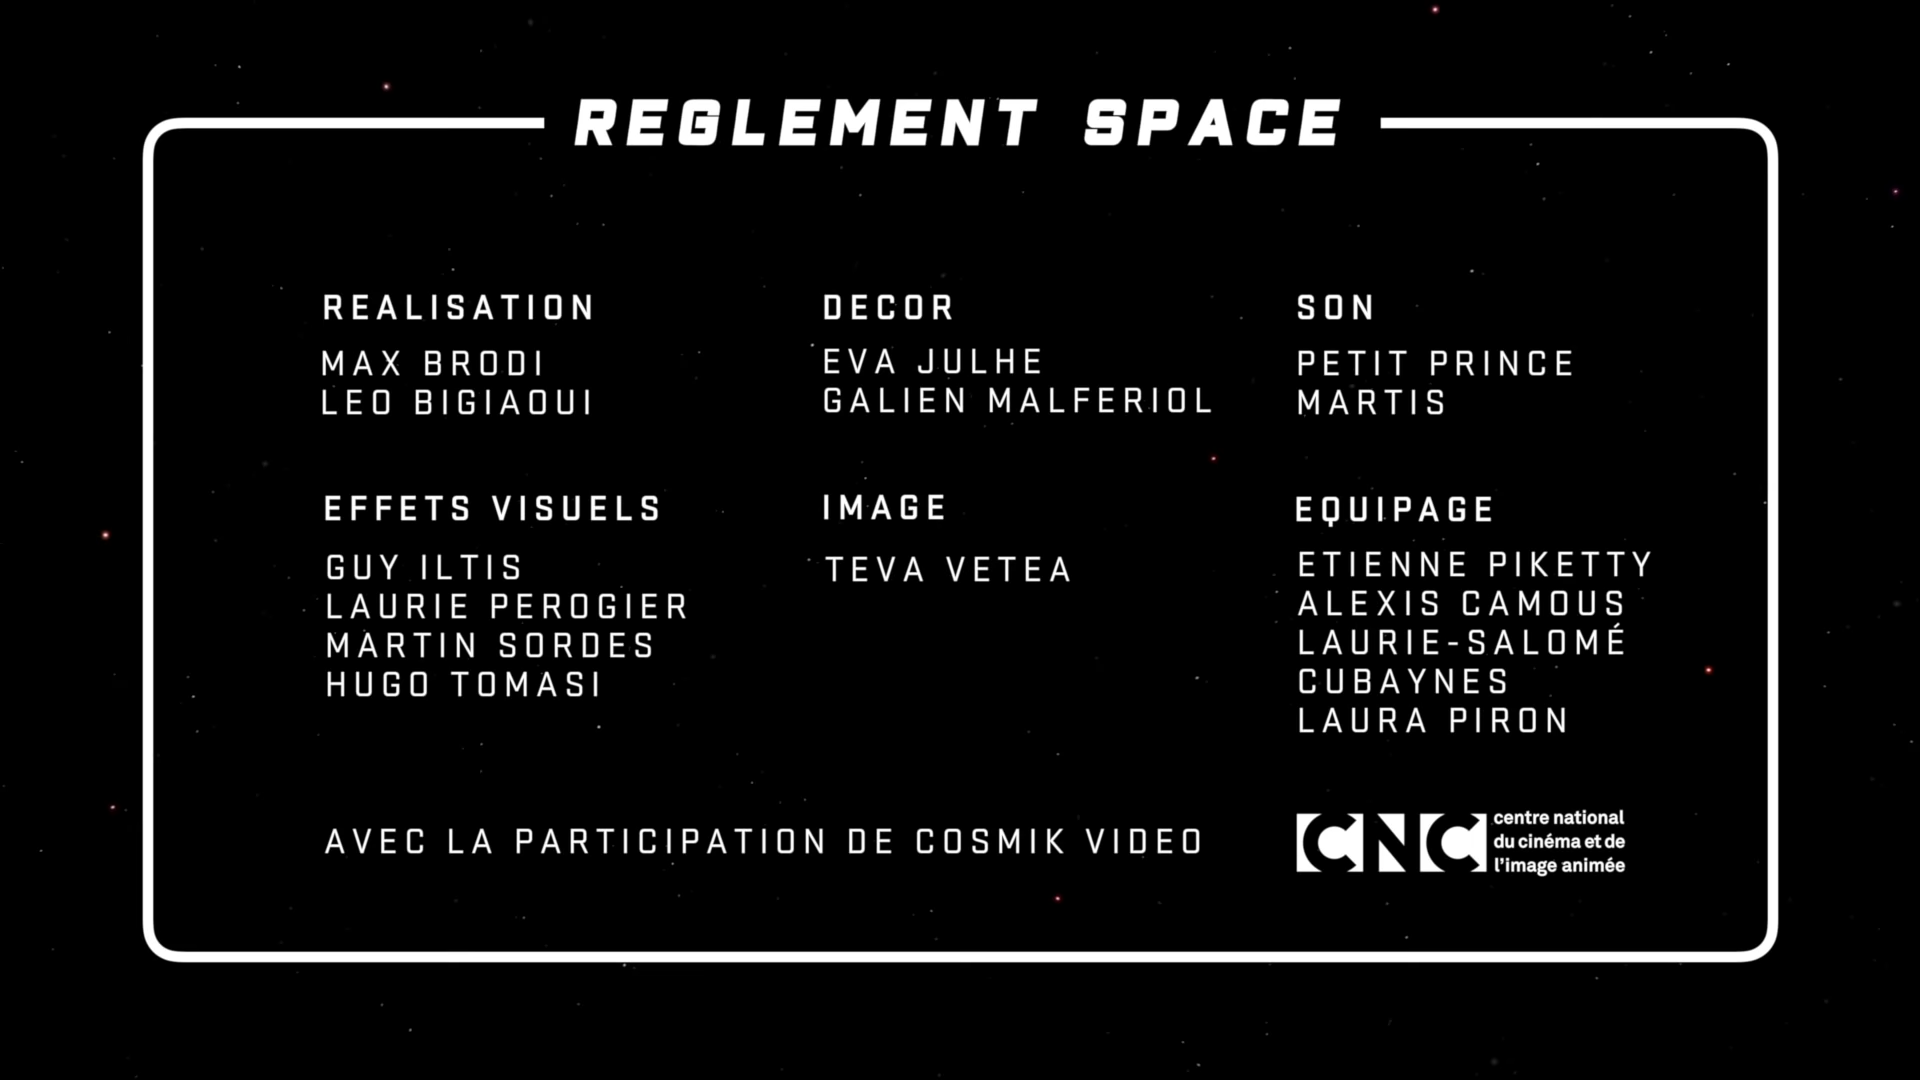 REGLEMENT SPACE
REALISATION
MAX BRODI
LEO BIGIAOUI
DECOR
EVA JULHE
GALIEN MALFERIOL
SON
PETIT PRINCE
MARTIS
EFFETS VISUELS
GUY ILTIS
LAURIE PEROGIER
MARTIN SORDES
HUGO TOMASI
IMAGE
TEVA VETEA
EQUIPAGE
ETIENNE PIKETTY
ALEXIS CAMOUS
LAURIE-SALOMÉ
CUBAYNES
LAURA PIRON
AVEC LA PARTICIPATION DE COSMIK VIDEO
CNC
centre national
du cinéma et de
l'image animée